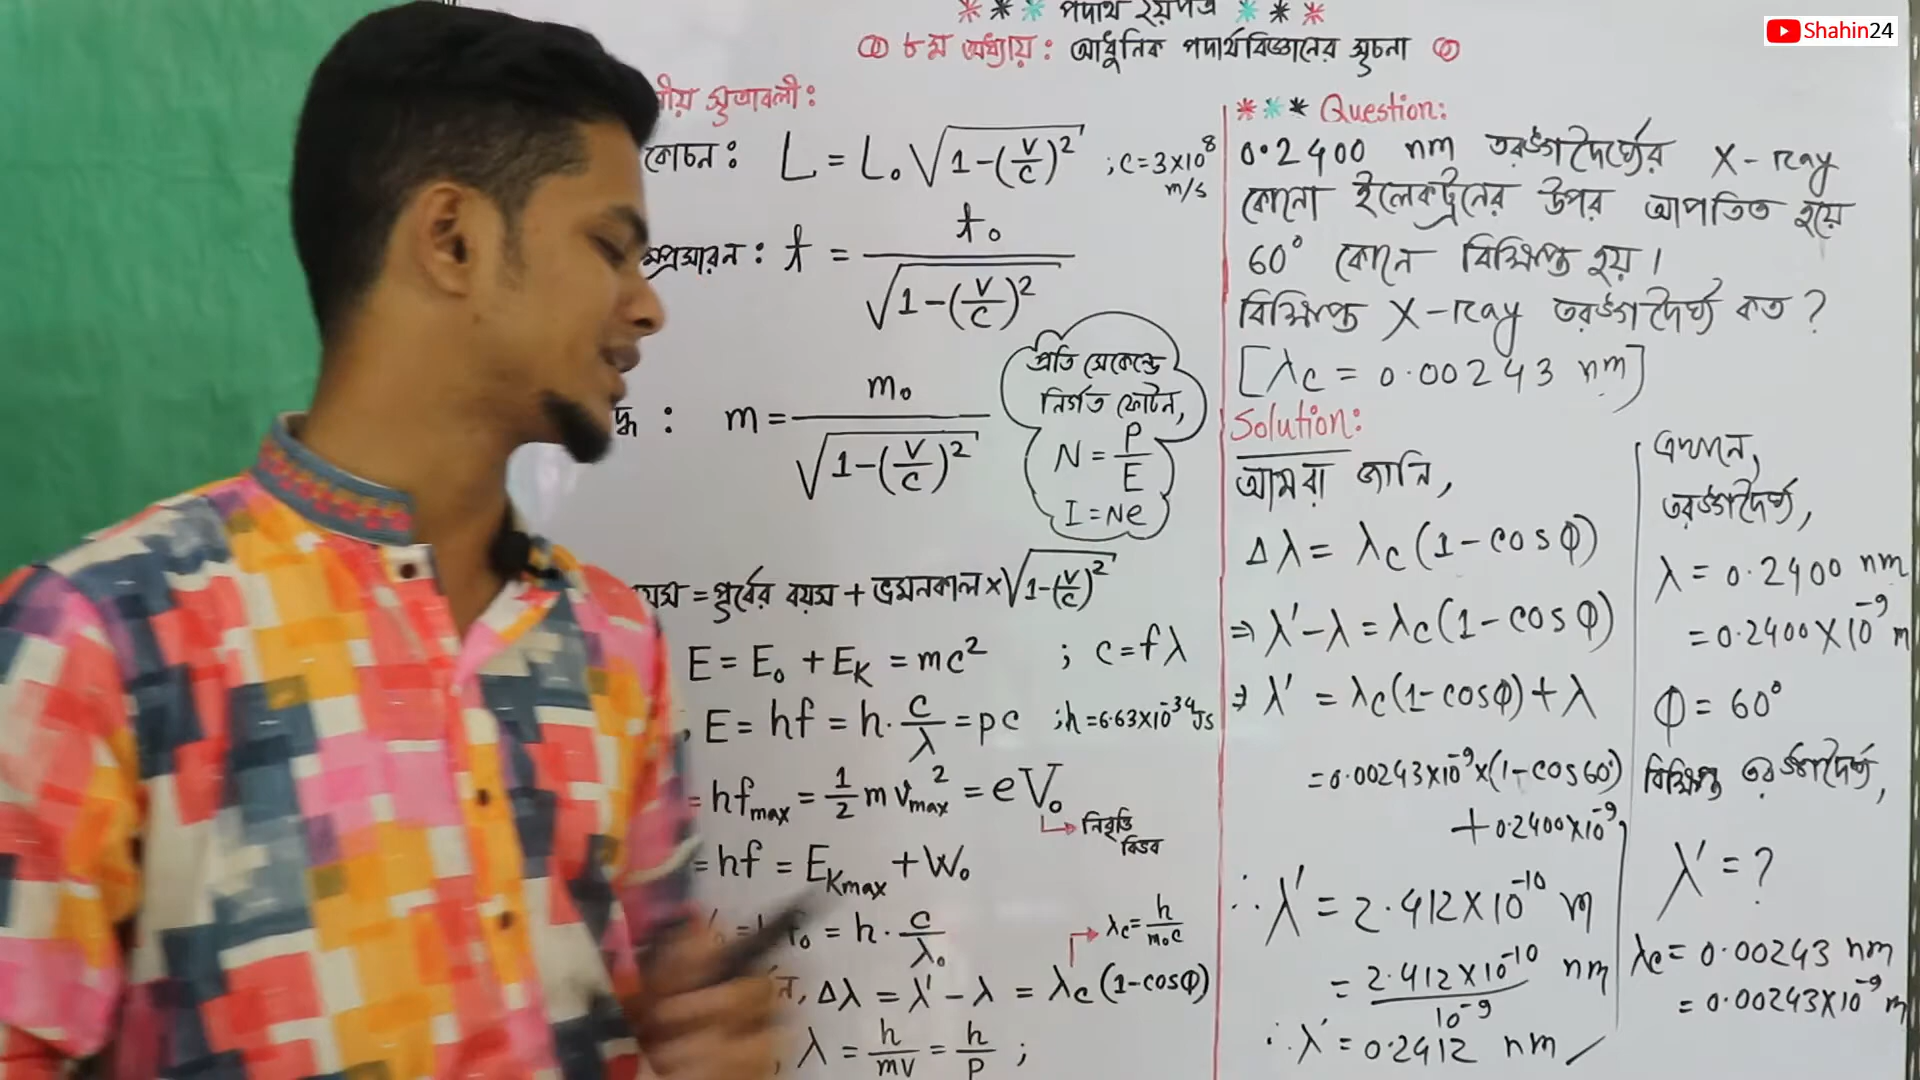 *** পদার্থ ২য় পত্র ***
৮ম অধ্যায় : আধুনিক পদার্থবিজ্ঞানের সূচনা
Shahin24
সূত্রাবলী :
L = L₀ √(1-(v/c)²) ; c = 3×10⁸ m/s
t = t₀ / √(1-(v/c)²)
m = m₀ / √(1-(v/c)²)
প্রতি সেকেন্ডে
নির্গত ফোটন,
N = P/E
I = Ne
= পূর্বের বয়স + ভ্রমনকাল × √(1-(v/c)²)
E = E₀ + E_K = mc² ; c = fλ
E = hf = h · c/λ = pc ; h = 6.63×10⁻³⁴ Js
= hf_max = 1/2 m v_max² = eV₀
→ নিবৃত্তি বিভব
= hf = E_Kmax + W₀
f₀ = h · c/λ₀
→ λc = h/m₀c
Δλ = λ' - λ = λc (1-cosφ)
λ = h/mv = h/p ;
*** Question:
0.2400 nm তরঙ্গদৈর্ঘ্যের X-ray
কোনো ইলেকট্রনের উপর আপতিত হয়ে
60° কোনে বিক্ষিপ্ত হয়।
বিক্ষিপ্ত X-ray তরঙ্গদৈর্ঘ্য কত ?
[λc = 0.00243 nm]
Solution:
আমরা জানি,
Δλ = λc (1-cosφ)
⇒ λ'-λ = λc (1-cosφ)
⇒ λ' = λc(1-cosφ) + λ
= 0.00243×10⁻⁹×(1-cos60°)
+ 0.2400×10⁻⁹
∴ λ' = 2.412×10⁻¹⁰ m
= 2.412×10⁻¹⁰ / 10⁻⁹ nm
∴ λ' = 0.2412 nm
এখানে,
তরঙ্গদৈর্ঘ্য,
λ = 0.2400 nm
= 0.2400×10⁻⁹ m
φ = 60°
বিক্ষিপ্ত তরঙ্গদৈর্ঘ্য,
λ' = ?
λc = 0.00243 nm
= 0.00243×10⁻⁹ m